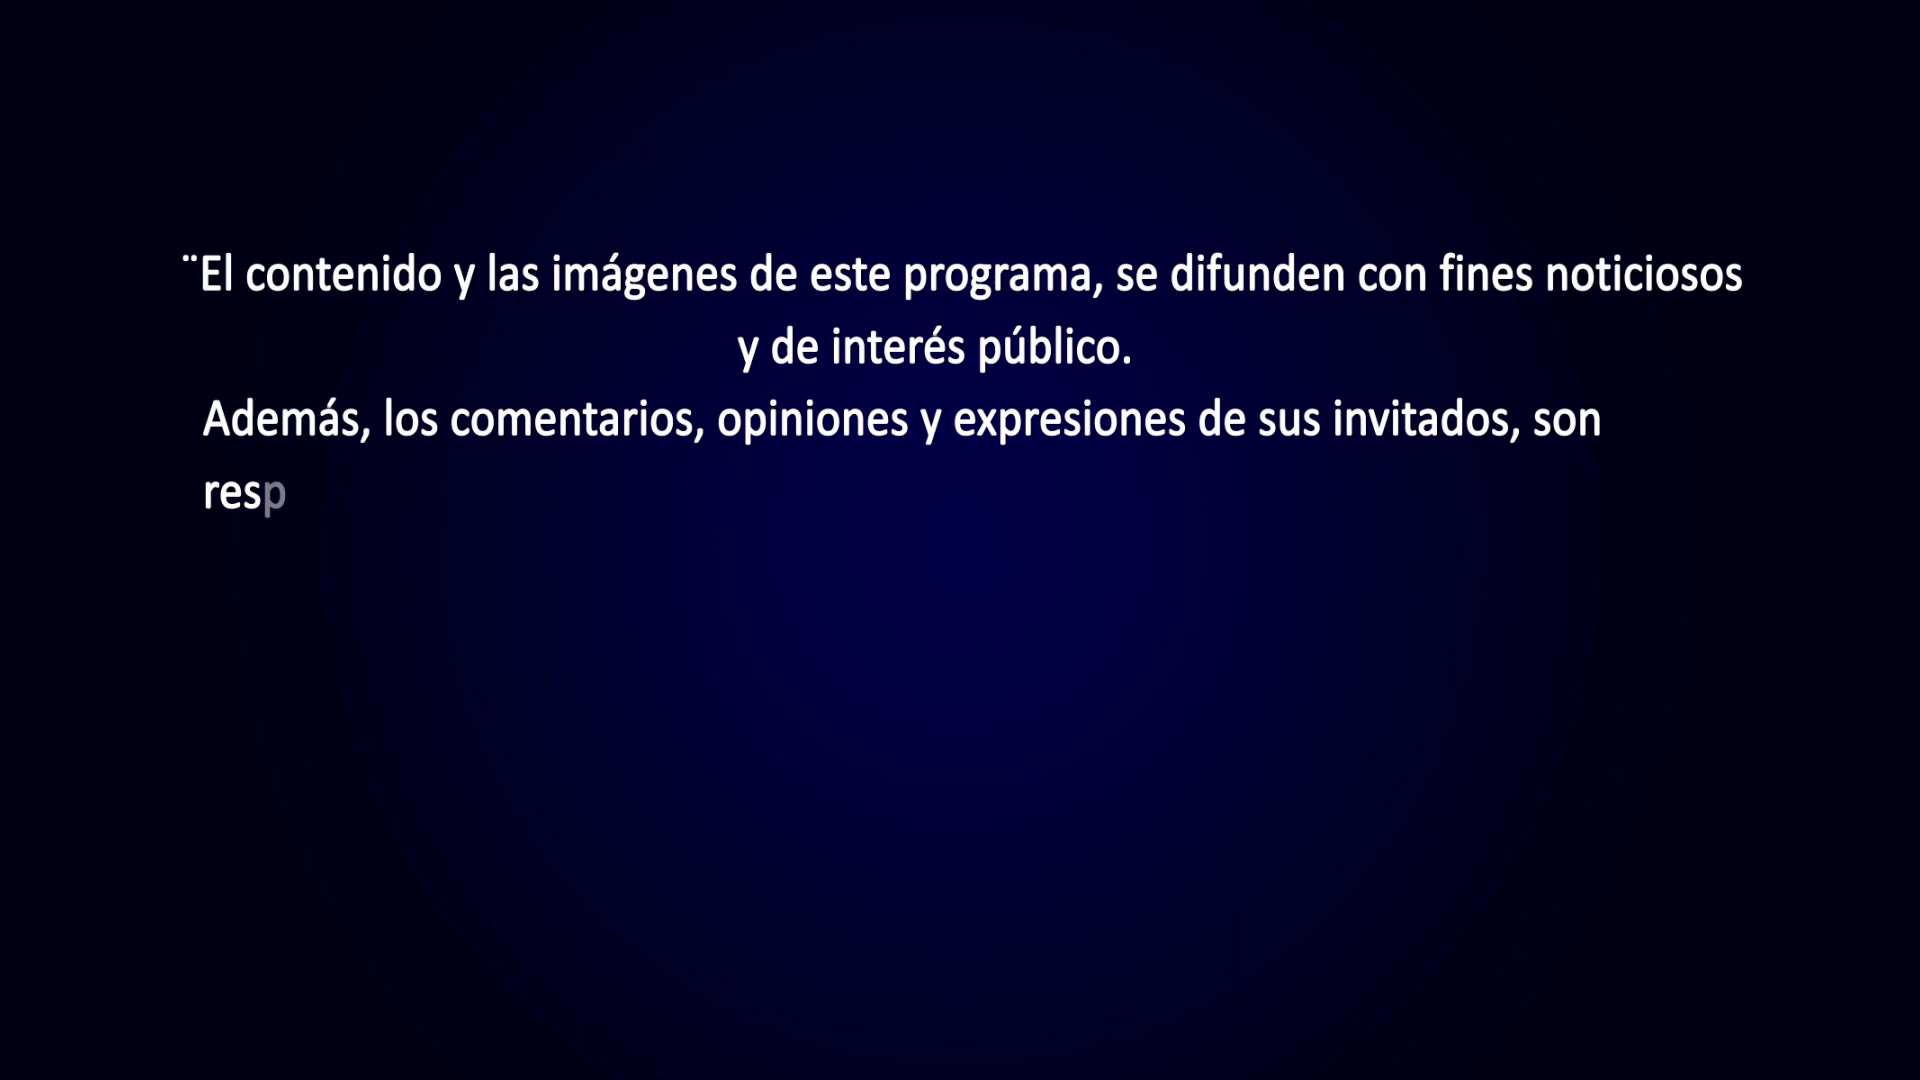 ¨El contenido y las imágenes de este programa, se difunden con fines noticiosos
y de interés público.
Además, los comentarios, opiniones y expresiones de sus invitados, son
resp